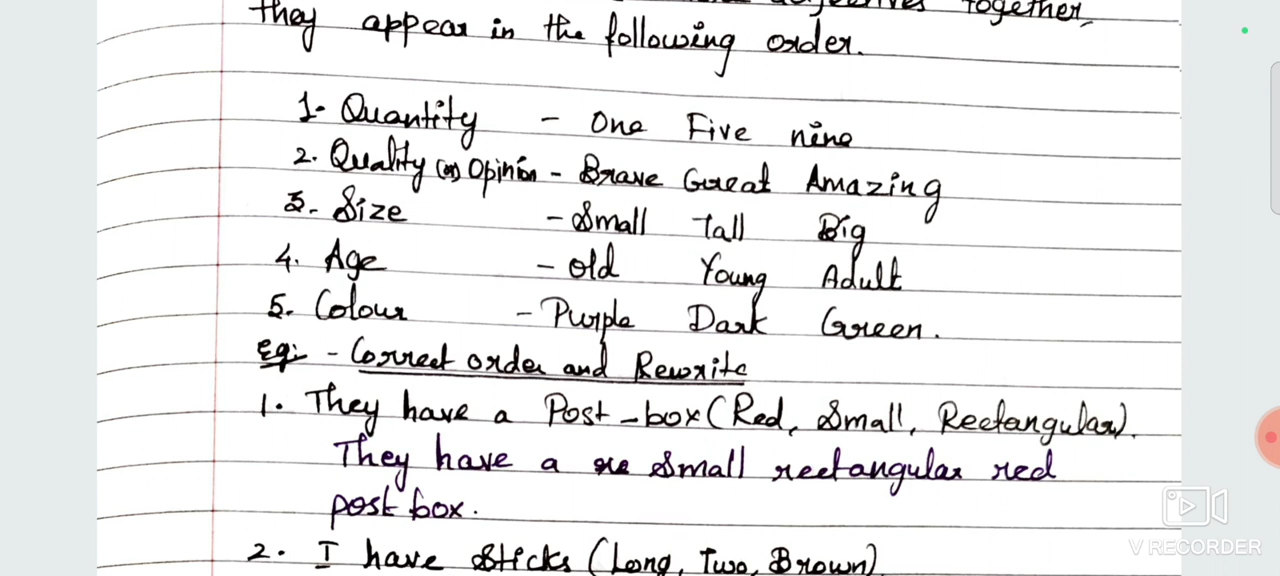 adjectives together,
they appear in the following order.
1. Quantity - One Five nine
2. Quality (or) Opinion - Brave Great Amazing
3. Size - Small Tall Big
4. Age - Old Young Adult
5. Colour - Purple Dark Green.
Eg:- Correct order and Rewrite
1. They have a Post-box (Red, Small, Rectangular).
They have a small rectangular red
post box.
2. I have sticks (Long, Two, Brown)
V RECORDER